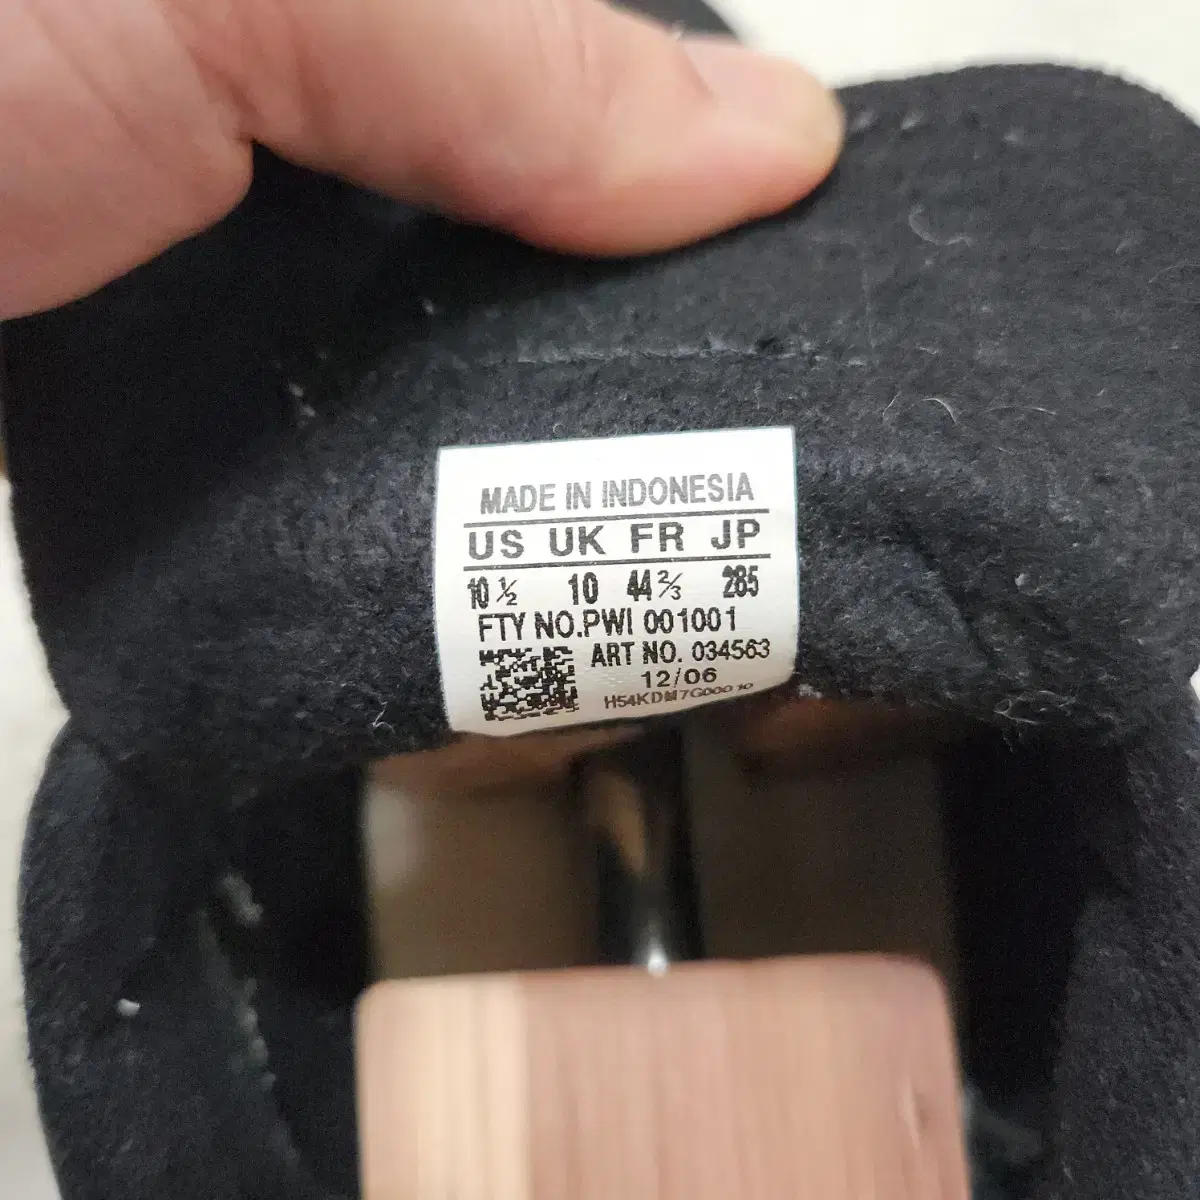 MADE IN INDONESIA
US UK FR JP
10 ½ 10 44 ⅔ 285
FTY NO.PWI 001001
ART NO. 034563
12/06
H54KDM7G00010